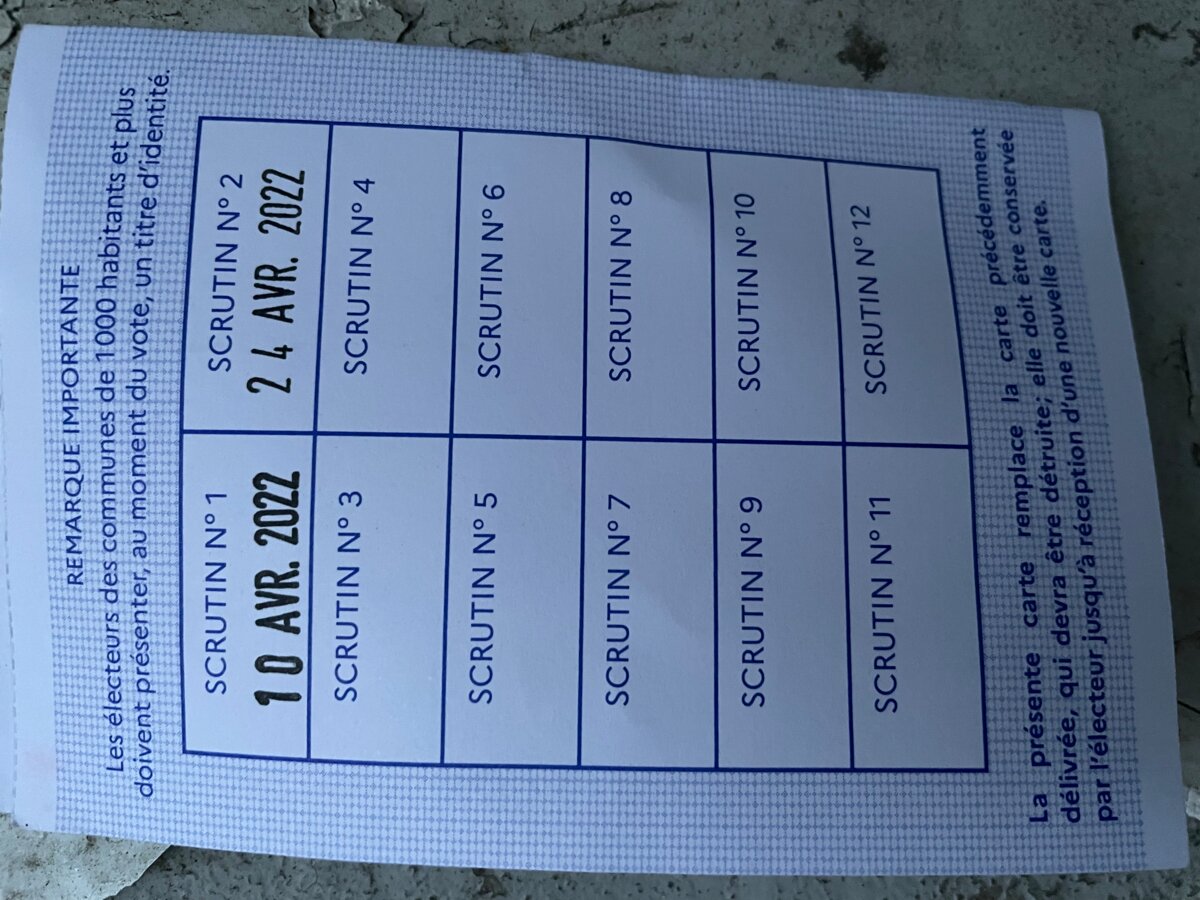 REMARQUE IMPORTANTE
Les électeurs des communes de 1000 habitants et plus
doivent présenter, au moment du vote, un titre d'identité.
SCRUTIN N° 1
10 AVR. 2022
SCRUTIN N° 2
24 AVR. 2022
SCRUTIN N° 3
SCRUTIN N° 4
SCRUTIN N° 5
SCRUTIN N° 6
SCRUTIN N° 7
SCRUTIN N° 8
SCRUTIN N° 9
SCRUTIN N° 10
SCRUTIN N° 11
SCRUTIN N° 12
La présente carte remplace la carte précédemment
délivrée, qui devra être détruite; elle doit être conservée
par l'électeur jusqu'à réception d'une nouvelle carte.